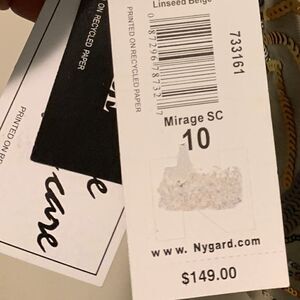 Linseed Beige
733161
PRINTED ON RECYCLED PAPER
Mirage SC
10
www. Nygard.com
$149.00
ON RECYCLED PAPER
PRINTED ON
care